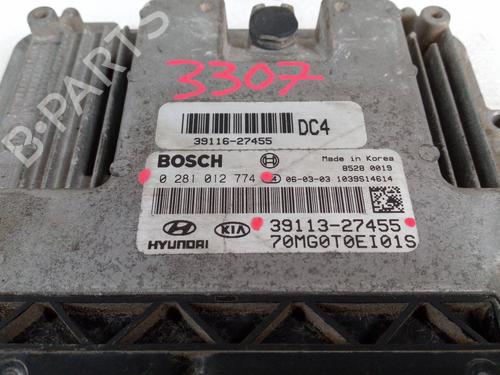 B-PARTS
3307
39116-27455
DC4
BOSCH
Made in Korea
8528 0019
0 281 012 774
06-03-03 1039S14614
HYUNDAI
KIA
39113-27455
70MG0T0EI01S